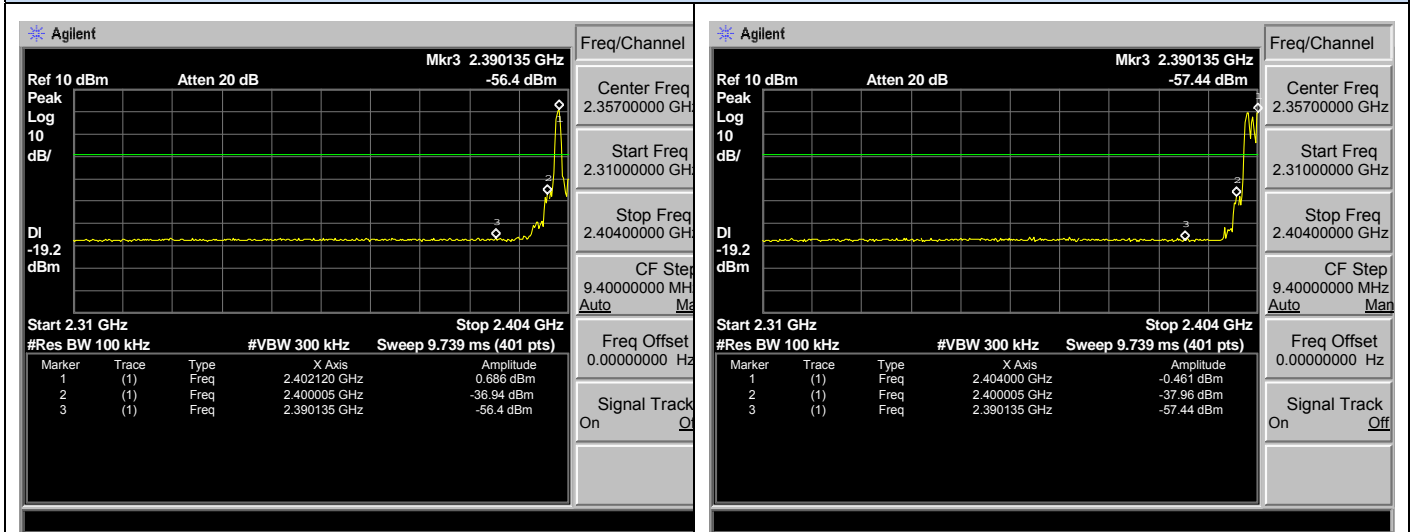 Agilent
Freq/Channel
Mkr3 2.390135 GHz
Ref 10 dBm Atten 20 dB -56.4 dBm
Peak
Log
10
dB/
1
2
3
DI
-19.2
dBm
Start 2.31 GHz Stop 2.404 GHz
#Res BW 100 kHz #VBW 300 kHz Sweep 9.739 ms (401 pts)
Marker Trace Type X Axis Amplitude
1 (1) Freq 2.402120 GHz 0.686 dBm
2 (1) Freq 2.400005 GHz -36.94 dBm
3 (1) Freq 2.390135 GHz -56.4 dBm
Center Freq
2.35700000 GH
Start Freq
2.31000000 GH
Stop Freq
2.40400000 GH
CF Step
9.40000000 MH
Auto Ma
Freq Offset
0.00000000 Hz
Signal Track
On Of
Agilent
Freq/Channel
Mkr3 2.390135 GHz
Ref 10 dBm Atten 20 dB -57.44 dBm
Peak
Log
10
dB/
2
3
DI
-19.2
dBm
Start 2.31 GHz Stop 2.404 GHz
#Res BW 100 kHz #VBW 300 kHz Sweep 9.739 ms (401 pts)
Marker Trace Type X Axis Amplitude
1 (1) Freq 2.404000 GHz -0.461 dBm
2 (1) Freq 2.400005 GHz -37.96 dBm
3 (1) Freq 2.390135 GHz -57.44 dBm
Center Freq
2.35700000 GHz
Start Freq
2.31000000 GHz
Stop Freq
2.40400000 GHz
CF Step
9.40000000 MHz
Auto Man
Freq Offset
0.00000000 Hz
Signal Track
On Off